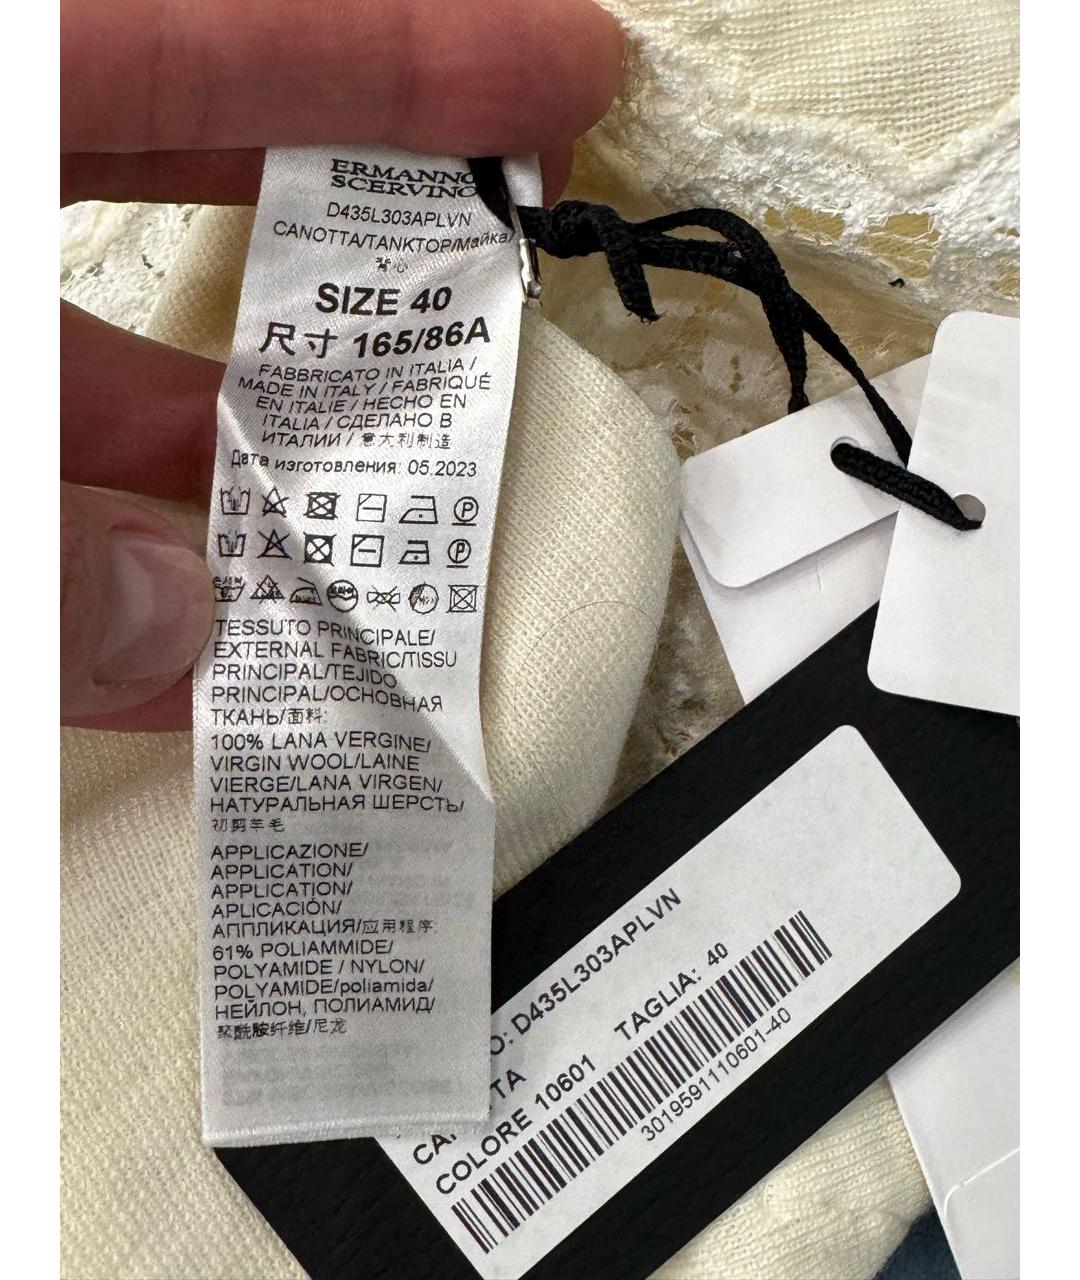 ERMANNO
SCERVINO
D435L303APLVN
CANOTTA/TANKTOP/Майка/
背心
SIZE 40
尺寸 165/86A
FABBRICATO IN ITALIA /
MADE IN ITALY / FABRIQUÉ
EN ITALIE / HECHO EN
ITALIA / СДЕЛАНО В
ИТАЛИИ / 意大利制造
Дата изготовления: 05.2023
TESSUTO PRINCIPALE/
EXTERNAL FABRIC/TISSU
PRINCIPAL/TEJIDO
PRINCIPAL/ОСНОВНАЯ
ТКАНЬ/面料:
100% LANA VERGINE/
VIRGIN WOOL/LAINE
VIERGE/LANA VIRGEN/
НАТУРАЛЬНАЯ ШЕРСТЬ/
初剪羊毛
APPLICAZIONE/
APPLICATION/
APPLICATION/
APLICACIÓN/
АППЛИКАЦИЯ/应用程序:
61% POLIAMMIDE/
POLYAMIDE / NYLON/
POLYAMIDE/poliamida/
НЕЙЛОН, ПОЛИАМИД/
聚酰胺纤维/尼龙
O: D435L303APLVN
TA
COLORE 10601 TAGLIA: 40
3019591110601-40